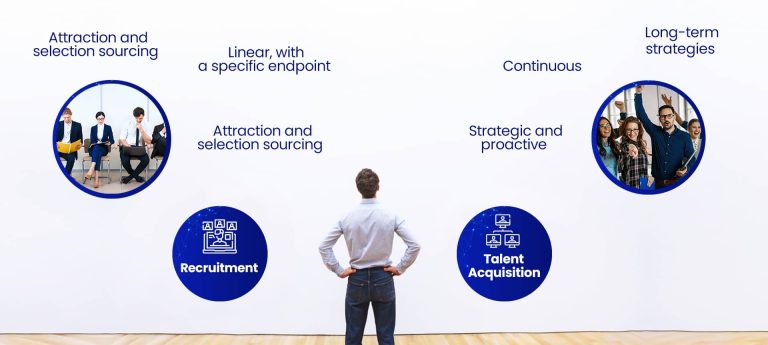 Attraction and
selection sourcing
Linear, with
a specific endpoint
Attraction and
selection sourcing
Recruitment
Continuous
Long-term
strategies
Strategic and
proactive
Talent
Acquisition